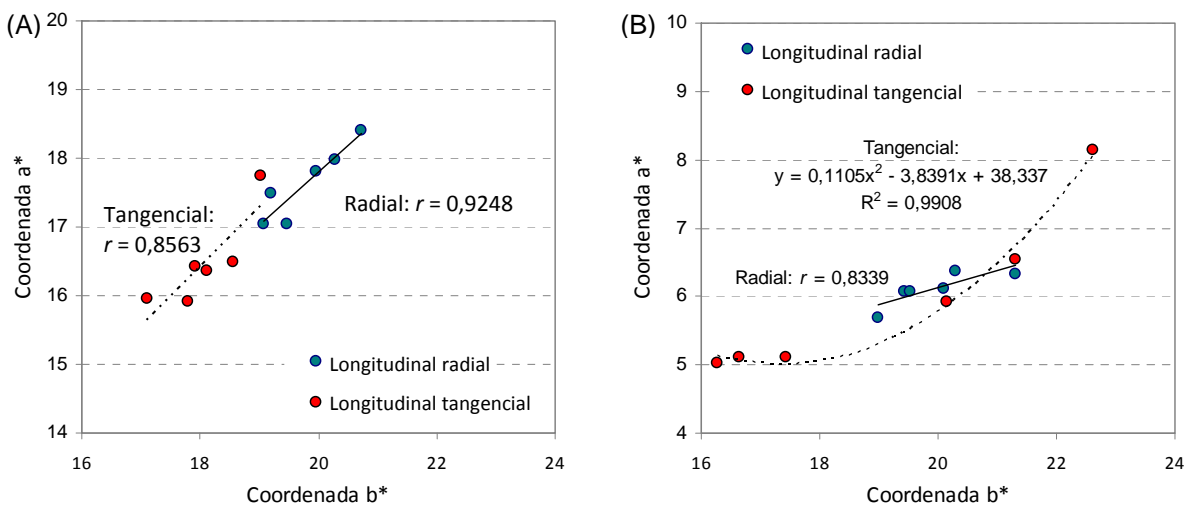 (A)
20
19
18
17
16
15
14
Coordenada a*
Tangencial:
r = 0,8563
Radial: r = 0,9248
Longitudinal radial
Longitudinal tangencial
16 18 20 22 24
Coordenada b*
(B)
10
9
8
7
6
5
4
Coordenada a*
Longitudinal radial
Longitudinal tangencial
Tangencial:
y = 0,1105x² - 3,8391x + 38,337
R² = 0,9908
Radial: r = 0,8339
16 18 20 22 24
Coordenada b*